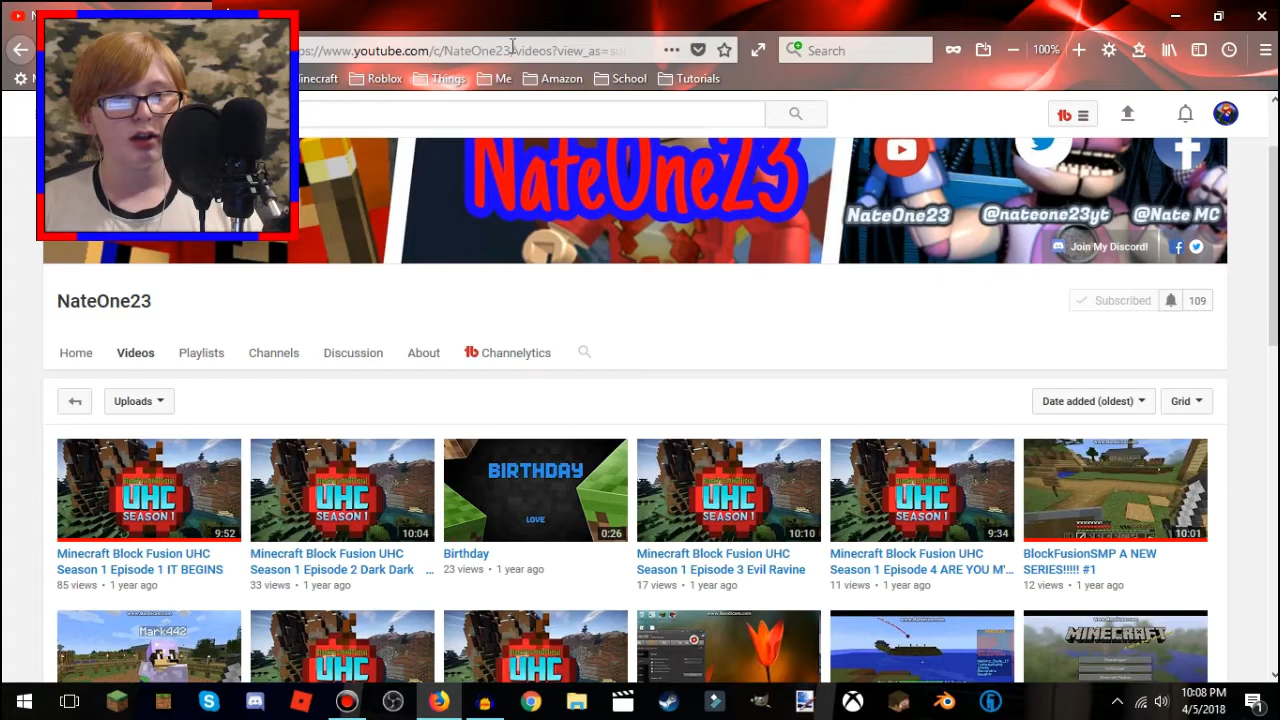 ps://www.youtube.com/c/NateOne23/videos?view_as=su
Search
100%
inecraft
Roblox
Things
Me
Amazon
School
Tutorials
tb
NateOne23
NateOne23
@nateone23yt
@Nate MC
Join My Discord!
NateOne23
Subscribed
109
Home
Videos
Playlists
Channels
Discussion
About
tb Channelytics
Uploads
Date added (oldest)
Grid
UHC
SEASON 1
9:52
UHC
SEASON 1
10:04
BIRTHDAY
LOVE
0:26
UHC
SEASON 1
10:10
UHC
SEASON 1
9:34
10:01
Minecraft Block Fusion UHC
Season 1 Episode 1 IT BEGINS
85 views • 1 year ago
Minecraft Block Fusion UHC
Season 1 Episode 2 Dark Dark ...
33 views • 1 year ago
Birthday
23 views • 1 year ago
Minecraft Block Fusion UHC
Season 1 Episode 3 Evil Ravine
17 views • 1 year ago
Minecraft Block Fusion UHC
Season 1 Episode 4 ARE YOU M'...
11 views • 1 year ago
BlockFusionSMP A NEW
SERIES!!!!! #1
12 views • 1 year ago
Mark442
UHC
UHC
MINECRAFT
10:08 PM
4/5/2018